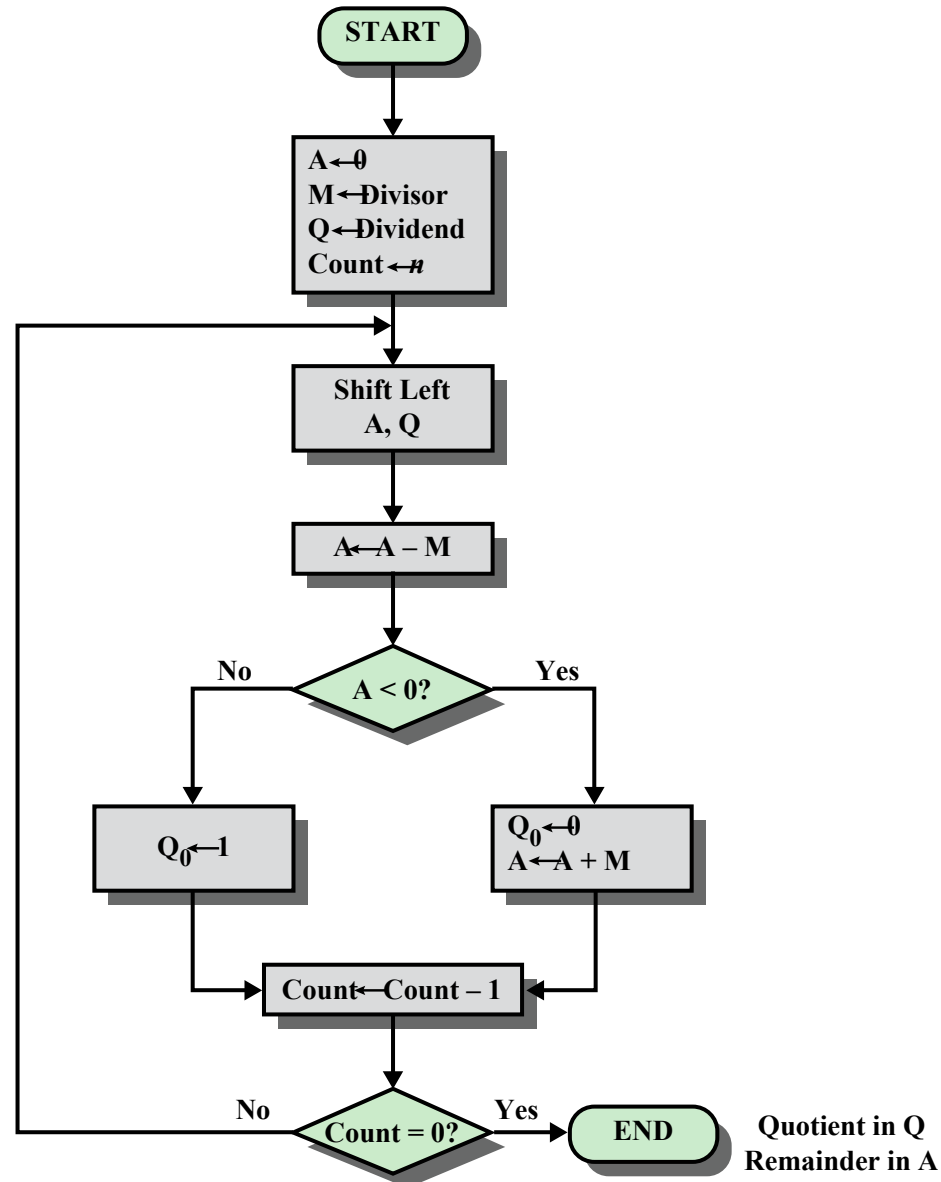 START
A←0
M←Divisor
Q←Dividend
Count←n
Shift Left
A, Q
A←A – M
No
Yes
A < 0?
Q₀←1
Q₀←0
A←A + M
Count←Count – 1
No
Yes
Count = 0?
END
Quotient in Q
Remainder in A